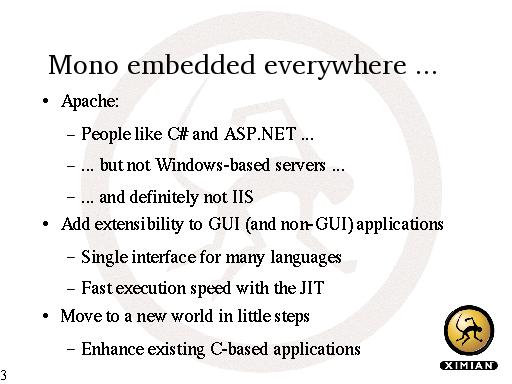 Mono embedded everywhere ...
• Apache:
– People like C# and ASP.NET ...
– ... but not Windows-based servers ...
– ... and definitely not IIS
• Add extensibility to GUI (and non-GUI) applications
– Single interface for many languages
– Fast execution speed with the JIT
• Move to a new world in little steps
– Enhance existing C-based applications
XIMIAN
3